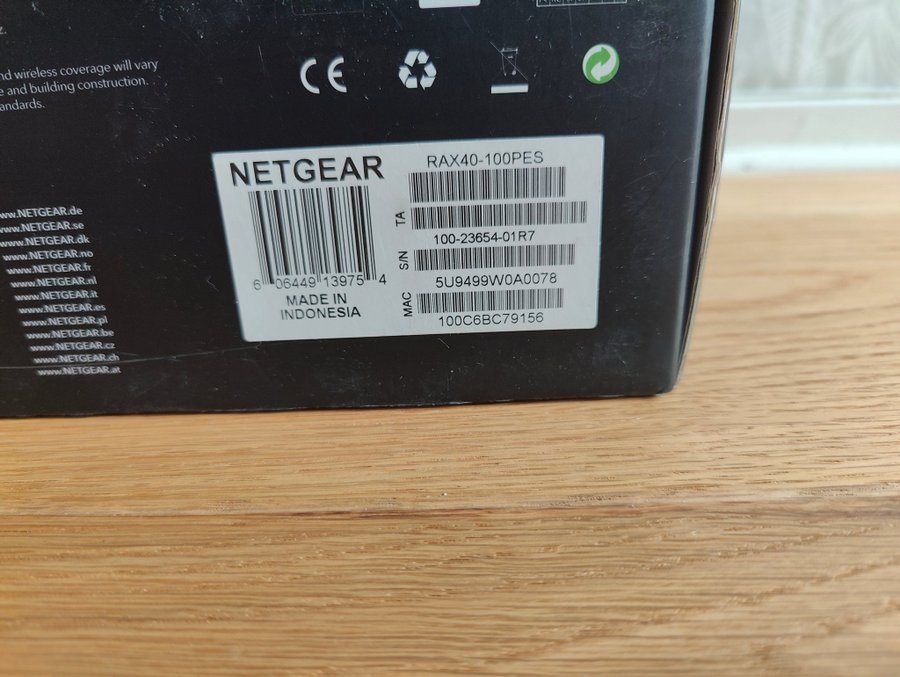 z.
nd wireless coverage will vary
e and building construction.
andards.
CE
NETGEAR
6 06449 13975 4
MADE IN
INDONESIA
RAX40-100PES
TA
100-23654-01R7
S/N
5U9499W0A0078
MAC
100C6BC79156
ww.NETGEAR.de
ww.NETGEAR.se
ww.NETGEAR.dk
www.NETGEAR.no
www.NETGEAR.fr
www.NETGEAR.nl
www.NETGEAR.it
www.NETGEAR.es
www.NETGEAR.pl
www.NETGEAR.be
www.NETGEAR.cz
www.NETGEAR.ch
www.NETGEAR.at